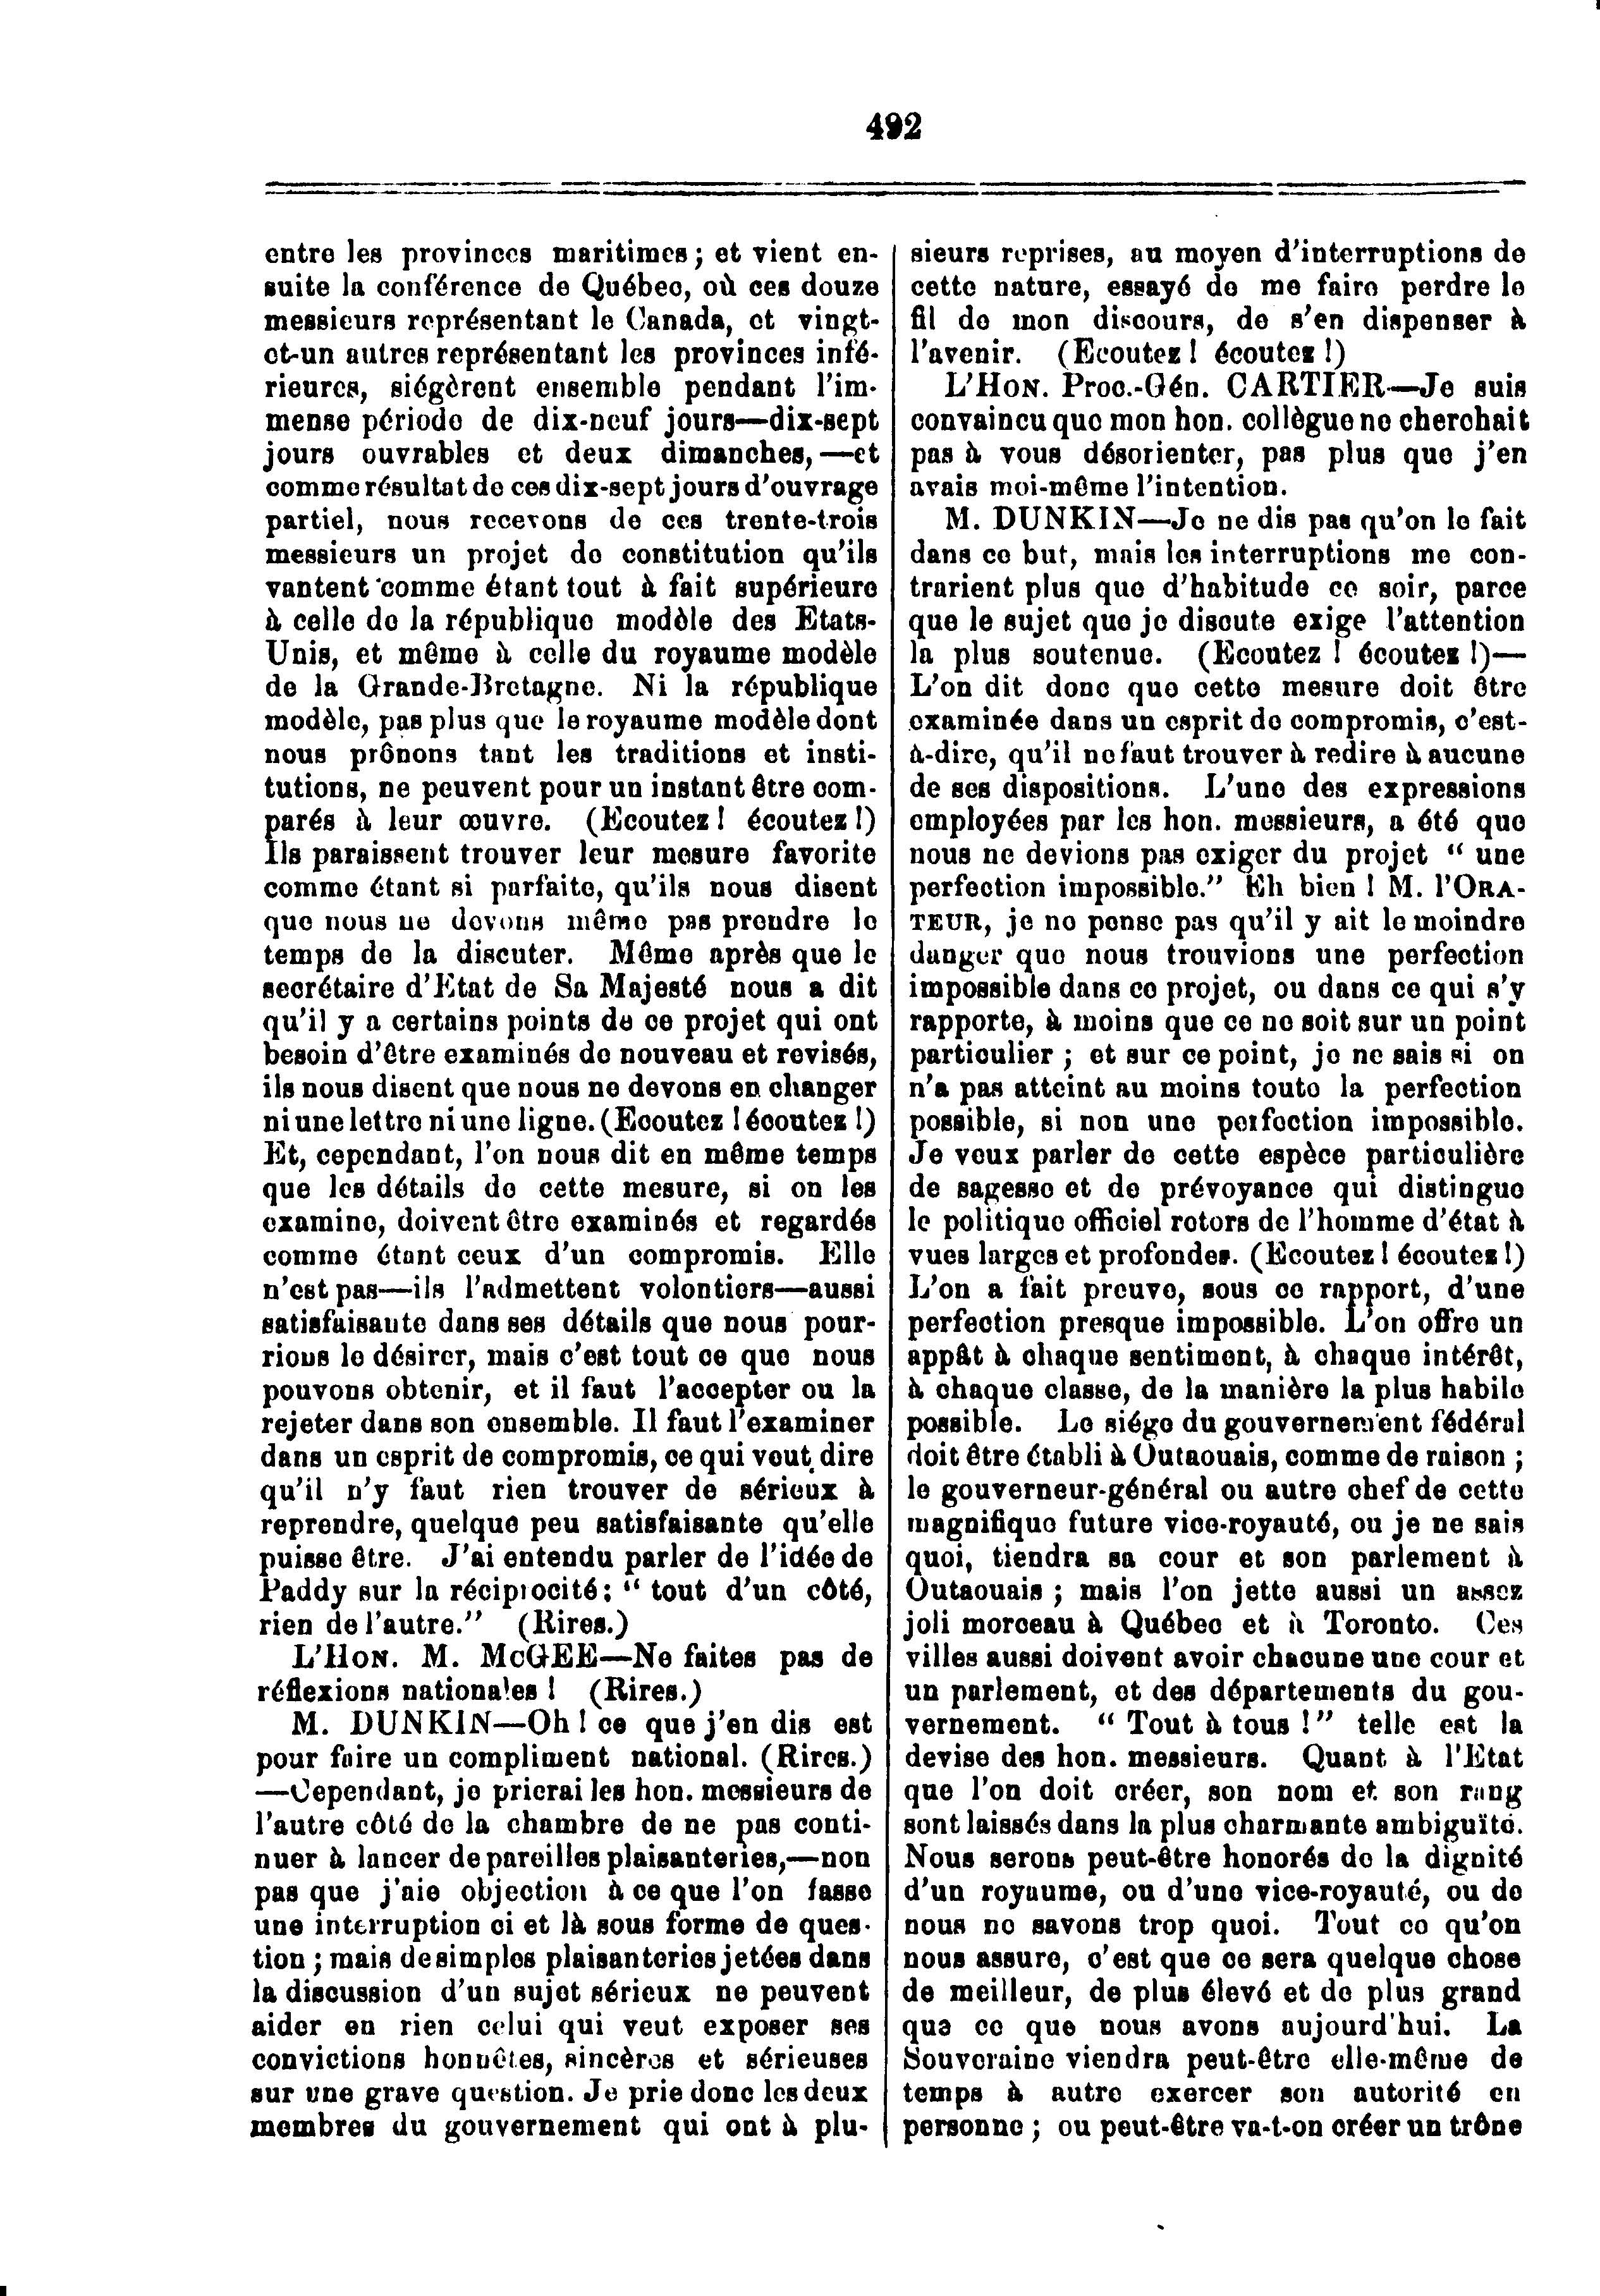 492
entre les provinces maritimes ; et vient en-
suite la conférence de Québec, où ces douze
messieurs représentant le Canada, et vingt-
et-un autres représentant les provinces infé-
rieures, siégèrent ensemble pendant l'im-
mense période de dix-neuf jours—dix-sept
jours ouvrables et deux dimanches,—et
comme résultat de ces dix-sept jours d'ouvrage
partiel, nous recevons de ces trente-trois
messieurs un projet de constitution qu'ils
vantent comme étant tout à fait supérieure
à celle de la république modèle des Etats-
Unis, et même à celle du royaume modèle
de la Grande-Bretagne. Ni la république
modèle, pas plus que le royaume modèle dont
nous prônons tant les traditions et insti-
tutions, ne peuvent pour un instant être com-
parés à leur œuvre. (Ecoutez ! écoutez !)
Ils paraissent trouver leur mesure favorite
comme étant si parfaite, qu'ils nous disent
que nous ne devons même pas prendre le
temps de la discuter. Même après que le
secrétaire d'Etat de Sa Majesté nous a dit
qu'il y a certains points de ce projet qui ont
besoin d'être examinés de nouveau et revisés,
ils nous disent que nous ne devons en changer
ni une lettre ni une ligne. (Ecoutez ! écoutez !)
Et, cependant, l'on nous dit en même temps
que les détails de cette mesure, si on les
examine, doivent être examinés et regardés
comme étant ceux d'un compromis. Elle
n'est pas—ils l'admettent volontiers—aussi
satisfaisante dans ses détails que nous pour-
rions le désirer, mais c'est tout ce que nous
pouvons obtenir, et il faut l'accepter ou la
rejeter dans son ensemble. Il faut l'examiner
dans un esprit de compromis, ce qui veut dire
qu'il n'y faut rien trouver de sérieux à
reprendre, quelque peu satisfaisante qu'elle
puisse être. J'ai entendu parler de l'idée de
Paddy sur la réciprocité : “ tout d'un côté,
rien de l'autre.” (Rires.)
L'HON. M. McGEE—Ne faites pas de
réflexions nationales ! (Rires.)
M. DUNKIN—Oh ! ce que j'en dis est
pour faire un compliment national. (Rires.)
—Cependant, je prierai les hon. messieurs de
l'autre côté de la chambre de ne pas conti-
nuer à lancer de pareilles plaisanteries,—non
pas que j'aie objection à ce que l'on fasse
une interruption ci et là sous forme de ques-
tion ; mais de simples plaisanteries jetées dans
la discussion d'un sujet sérieux ne peuvent
aider en rien celui qui veut exposer ses
convictions honnêtes, sincères et sérieuses
sur une grave question. Je prie donc les deux
membres du gouvernement qui ont à plu-
sieurs reprises, au moyen d'interruptions de
cette nature, essayé de me faire perdre le
fil de mon discours, de s'en dispenser à
l'avenir. (Ecoutez ! écoutez !)
L'HON. Proc.-Gén. CARTIER—Je suis
convaincu que mon hon. collègue ne cherchait
pas à vous désorienter, pas plus que j'en
avais moi-même l'intention.
M. DUNKIN—Je ne dis pas qu'on le fait
dans ce but, mais les interruptions me con-
trarient plus que d'habitude ce soir, parce
que le sujet que je discute exige l'attention
la plus soutenue. (Ecoutez ! écoutez !)—
L'on dit donc que cette mesure doit être
examinée dans un esprit de compromis, c'est-
à-dire, qu'il ne faut trouver à redire à aucune
de ses dispositions. L'une des expressions
employées par les hon. messieurs, a été que
nous ne devions pas exiger du projet “ une
perfection impossible.” Eh bien ! M. l'ORA-
TEUR, je ne pense pas qu'il y ait le moindre
danger que nous trouvions une perfection
impossible dans ce projet, ou dans ce qui s'y
rapporte, à moins que ce ne soit sur un point
particulier ; et sur ce point, je ne sais si on
n'a pas atteint au moins toute la perfection
possible, si non une perfection impossible.
Je veux parler de cette espèce particulière
de sagesse et de prévoyance qui distingue
le politique officiel rotors de l'homme d'état à
vues larges et profondes. (Ecoutez ! écoutez !)
L'on a fait preuve, sous ce rapport, d'une
perfection presque impossible. L'on offre un
appât à chaque sentiment, à chaque intérêt,
à chaque classe, de la manière la plus habile
possible. Le siége du gouvernement fédéral
doit être établi à Outaouais, comme de raison ;
le gouverneur-général ou autre chef de cette
magnifique future vice-royauté, ou je ne sais
quoi, tiendra sa cour et son parlement à
Outaouais ; mais l'on jette aussi un assez
joli morceau à Québec et à Toronto. Ces
villes aussi doivent avoir chacune une cour et
un parlement, et des départements du gou-
vernement. “ Tout à tous !” telle est la
devise des hon. messieurs. Quant à l'Etat
que l'on doit créer, son nom et son rang
sont laissés dans la plus charmante ambiguïté.
Nous serons peut-être honorés de la dignité
d'un royaume, ou d'une vice-royauté, ou de
nous ne savons trop quoi. Tout ce qu'on
nous assure, c'est que ce sera quelque chose
de meilleur, de plus élevé et de plus grand
que ce que nous avons aujourd'hui. La
Souveraine viendra peut-être elle-même de
temps à autre exercer son autorité en
personne ; ou peut-être va-t-on créer un trône